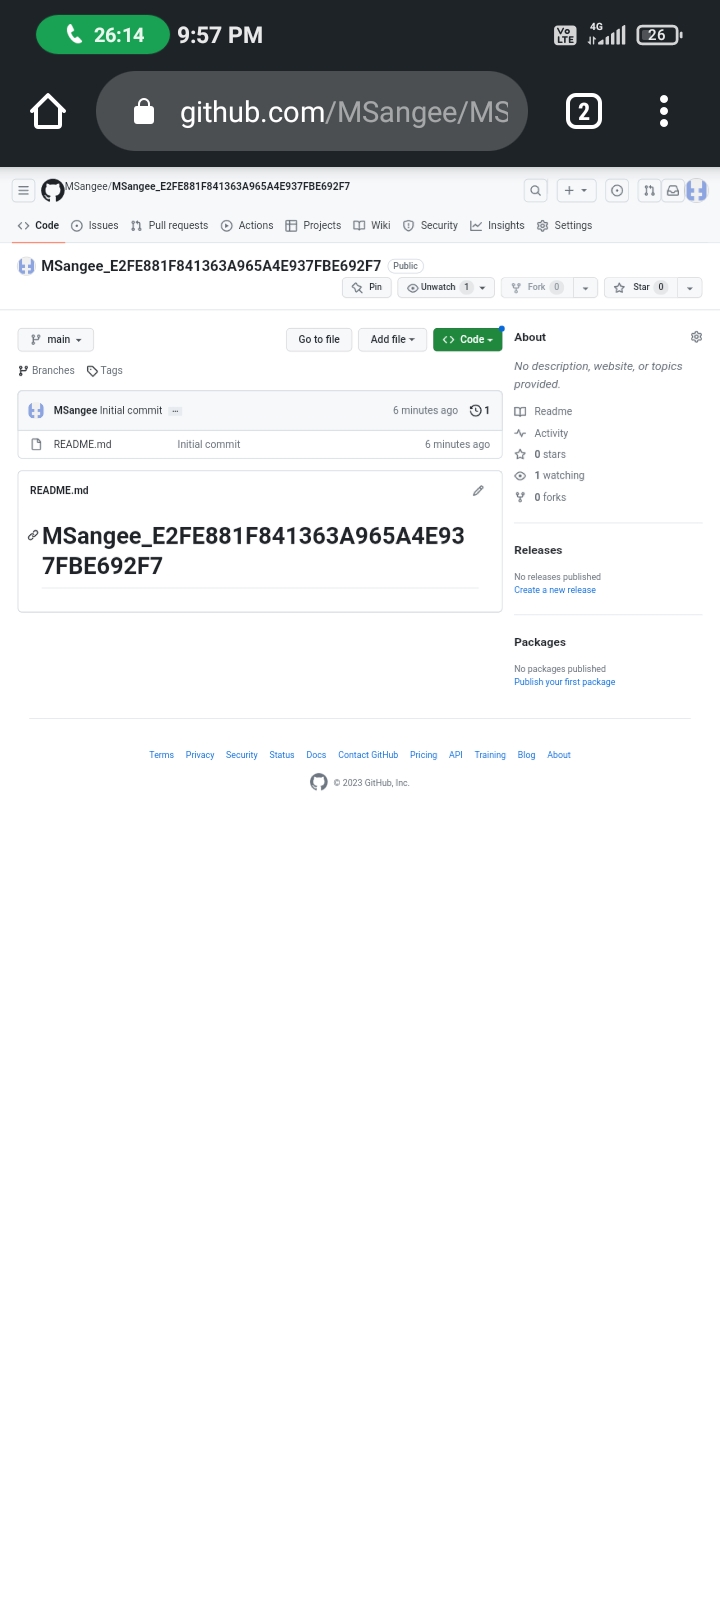 26:14 9:57 PM Vo LTE 4G 26
github.com/MSangee/MS 2
MSangee/MSangee_E2FE881F841363A965A4E937FBE692F7
Code Issues Pull requests Actions Projects Wiki Security Insights Settings
MSangee_E2FE881F841363A965A4E937FBE692F7 Public
Pin Unwatch 1 Fork 0 Star 0
main Go to file Add file Code
Branches Tags
MSangee Initial commit ... 6 minutes ago 1
README.md Initial commit 6 minutes ago
README.md
MSangee_E2FE881F841363A965A4E93
7FBE692F7
About
No description, website, or topics
provided.
Readme
Activity
0 stars
1 watching
0 forks
Releases
No releases published
Create a new release
Packages
No packages published
Publish your first package
Terms Privacy Security Status Docs Contact GitHub Pricing API Training Blog About
© 2023 GitHub, Inc.